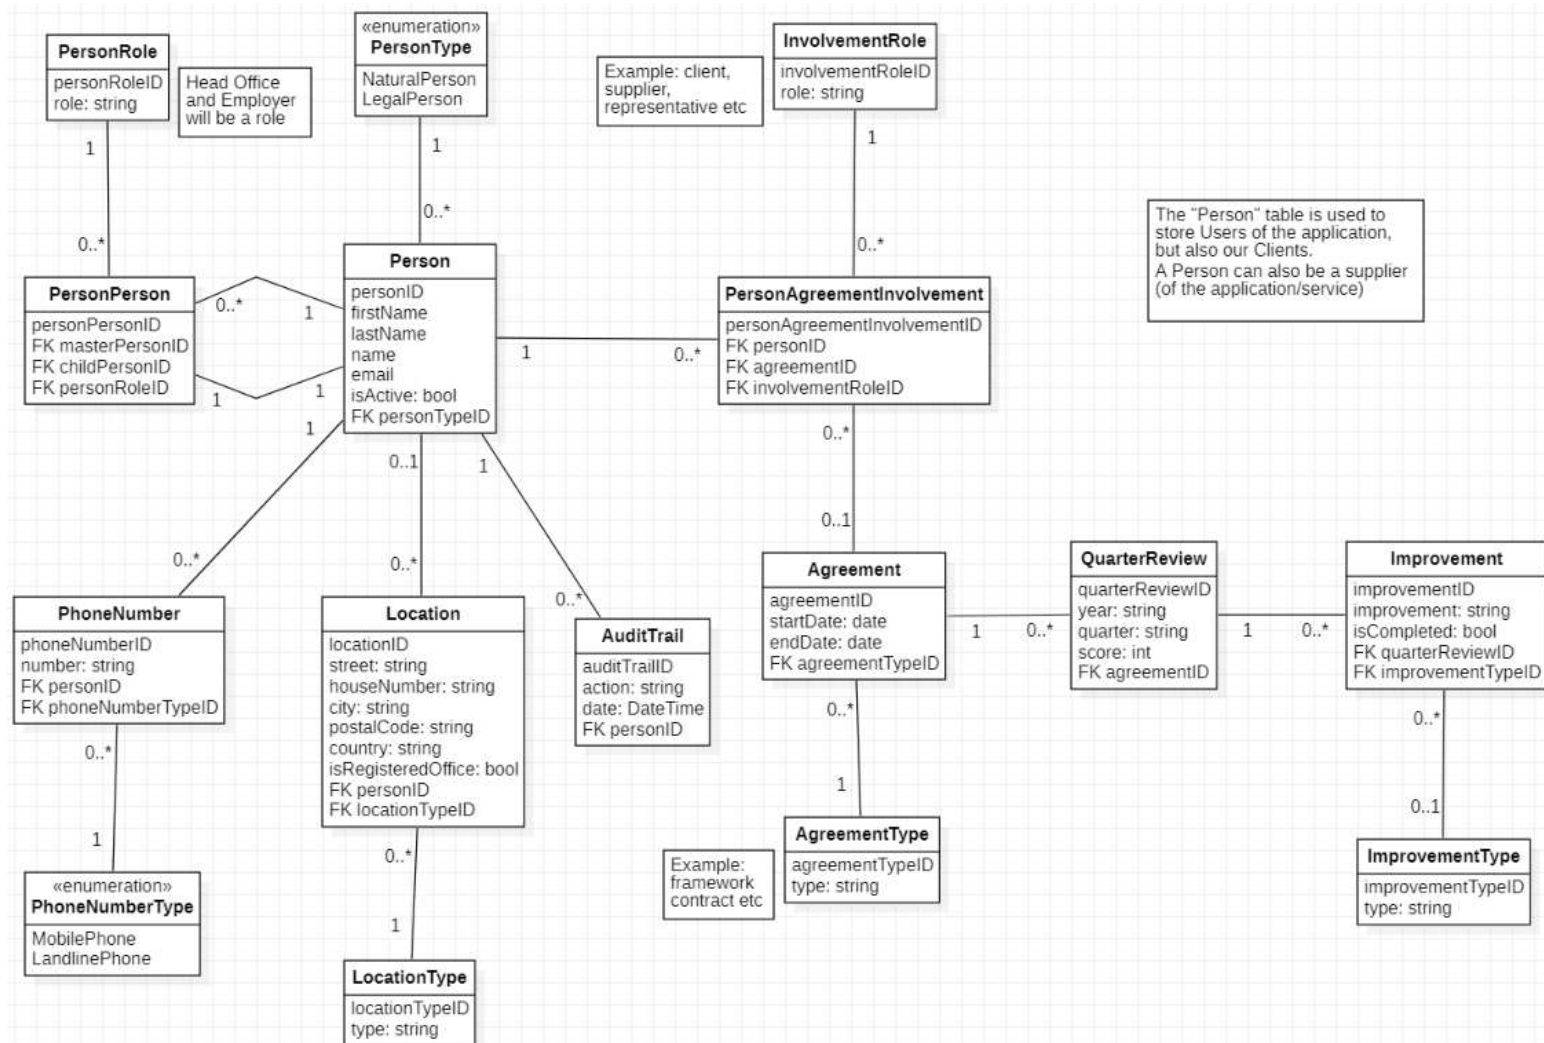 PersonRole
personRoleID
role: string
Head Office
and Employer
will be a role
«enumeration»
PersonType
NaturalPerson
LegalPerson
Example: client,
supplier,
representative etc
InvolvementRole
involvementRoleID
role: string
1
0..*
1
0..*
1
0..*
The "Person" table is used to
store Users of the application,
but also our Clients.
A Person can also be a supplier
(of the application/service)
PersonPerson
personPersonID
FK masterPersonID
FK childPersonID
FK personRoleID
0..*
1
1
1
Person
personID
firstName
lastName
name
email
isActive: bool
FK personTypeID
1
0..*
PersonAgreementInvolvement
personAgreementInvolvementID
FK personID
FK agreementID
FK involvementRoleID
1
0..*
0..1
0..*
1
0..*
0..*
0..1
PhoneNumber
phoneNumberID
number: string
FK personID
FK phoneNumberTypeID
Location
locationID
street: string
houseNumber: string
city: string
postalCode: string
country: string
isRegisteredOffice: bool
FK personID
FK locationTypeID
AuditTrail
auditTrailID
action: string
date: DateTime
FK personID
Agreement
agreementID
startDate: date
endDate: date
FK agreementTypeID
1
0..*
QuarterReview
quarterReviewID
year: string
quarter: string
score: int
FK agreementID
1
0..*
Improvement
improvementID
improvement: string
isCompleted: bool
FK quarterReviewID
FK improvementTypeID
0..*
1
0..*
1
0..*
1
0..*
0..1
«enumeration»
PhoneNumberType
MobilePhone
LandlinePhone
LocationType
locationTypeID
type: string
Example:
framework
contract etc
AgreementType
agreementTypeID
type: string
ImprovementType
improvementTypeID
type: string